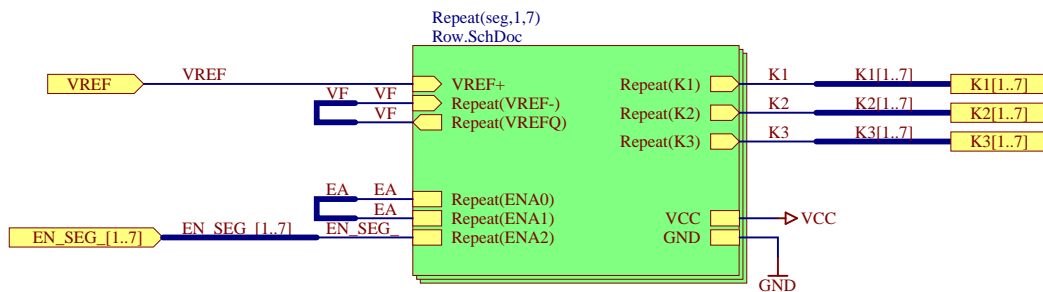 Repeat(seg,1,7)
Row.SchDoc
VREF VREF VREF+ Repeat(K1) K1 K1[1..7] K1[1..7]
VF VF Repeat(VREF-)
VF Repeat(VREFQ) Repeat(K2) K2 K2[1..7] K2[1..7]
Repeat(K3) K3 K3[1..7] K3[1..7]
EA EA Repeat(ENA0)
EA Repeat(ENA1) VCC VCC
EN_SEG_[1..7] EN_SEG_[1..7] EN_SEG_ Repeat(ENA2) GND
GND